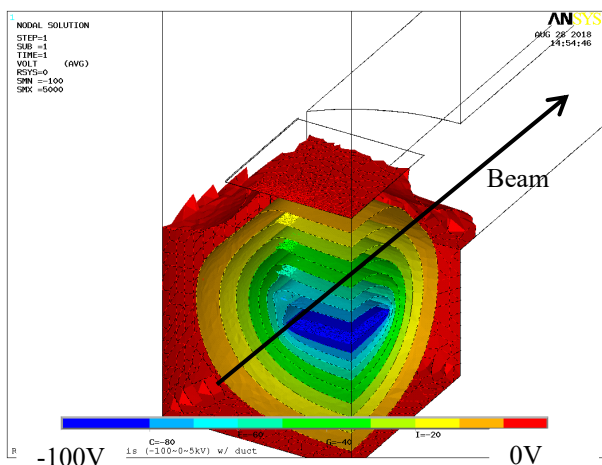 1
NODAL SOLUTION
STEP=1
SUB =1
TIME=1
VOLT (AVG)
RSYS=0
SMN =-100
SMX =5000
ANSYS
AUG 28 2018
14:54:46
Beam
C=-80 G=-40 I=-20
-100V is (-100~0~5kV) w/ duct 0V